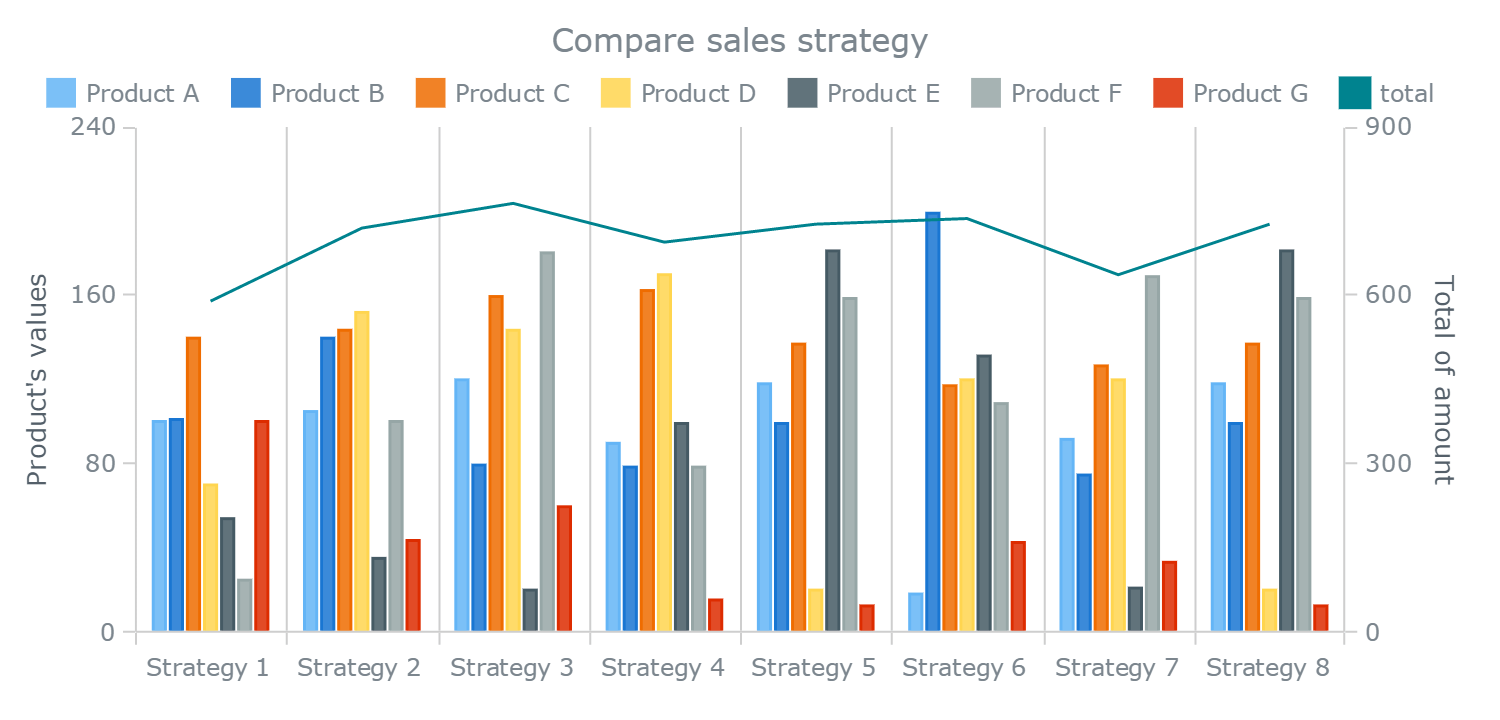 Compare sales strategy
Product A Product B Product C Product D Product E Product F Product G total
240 900
160 600
80 300
0 0
Product's values
Total of amount
Strategy 1 Strategy 2 Strategy 3 Strategy 4 Strategy 5 Strategy 6 Strategy 7 Strategy 8